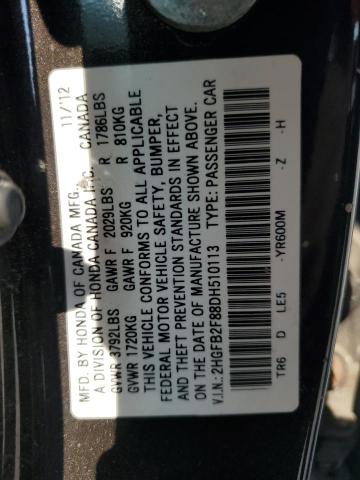 MFD. BY HONDA OF CANADA MFG. 11/'12
A DIVISION OF HONDA CANADA INC. CANADA
GVWR 3792LBS GAWR F 2029LBS R 1786LBS
GVWR 1720KG GAWR F 920KG R 810KG
THIS VEHICLE CONFORMS TO ALL APPLICABLE
FEDERAL MOTOR VEHICLE SAFETY, BUMPER,
AND THEFT PREVENTION STANDARDS IN EFFECT
ON THE DATE OF MANUFACTURE SHOWN ABOVE.
V.I.N.: 2HGFB2F88DH510113 TYPE: PASSENGER CAR
TR6 D LE5 -YR600M -Z -H